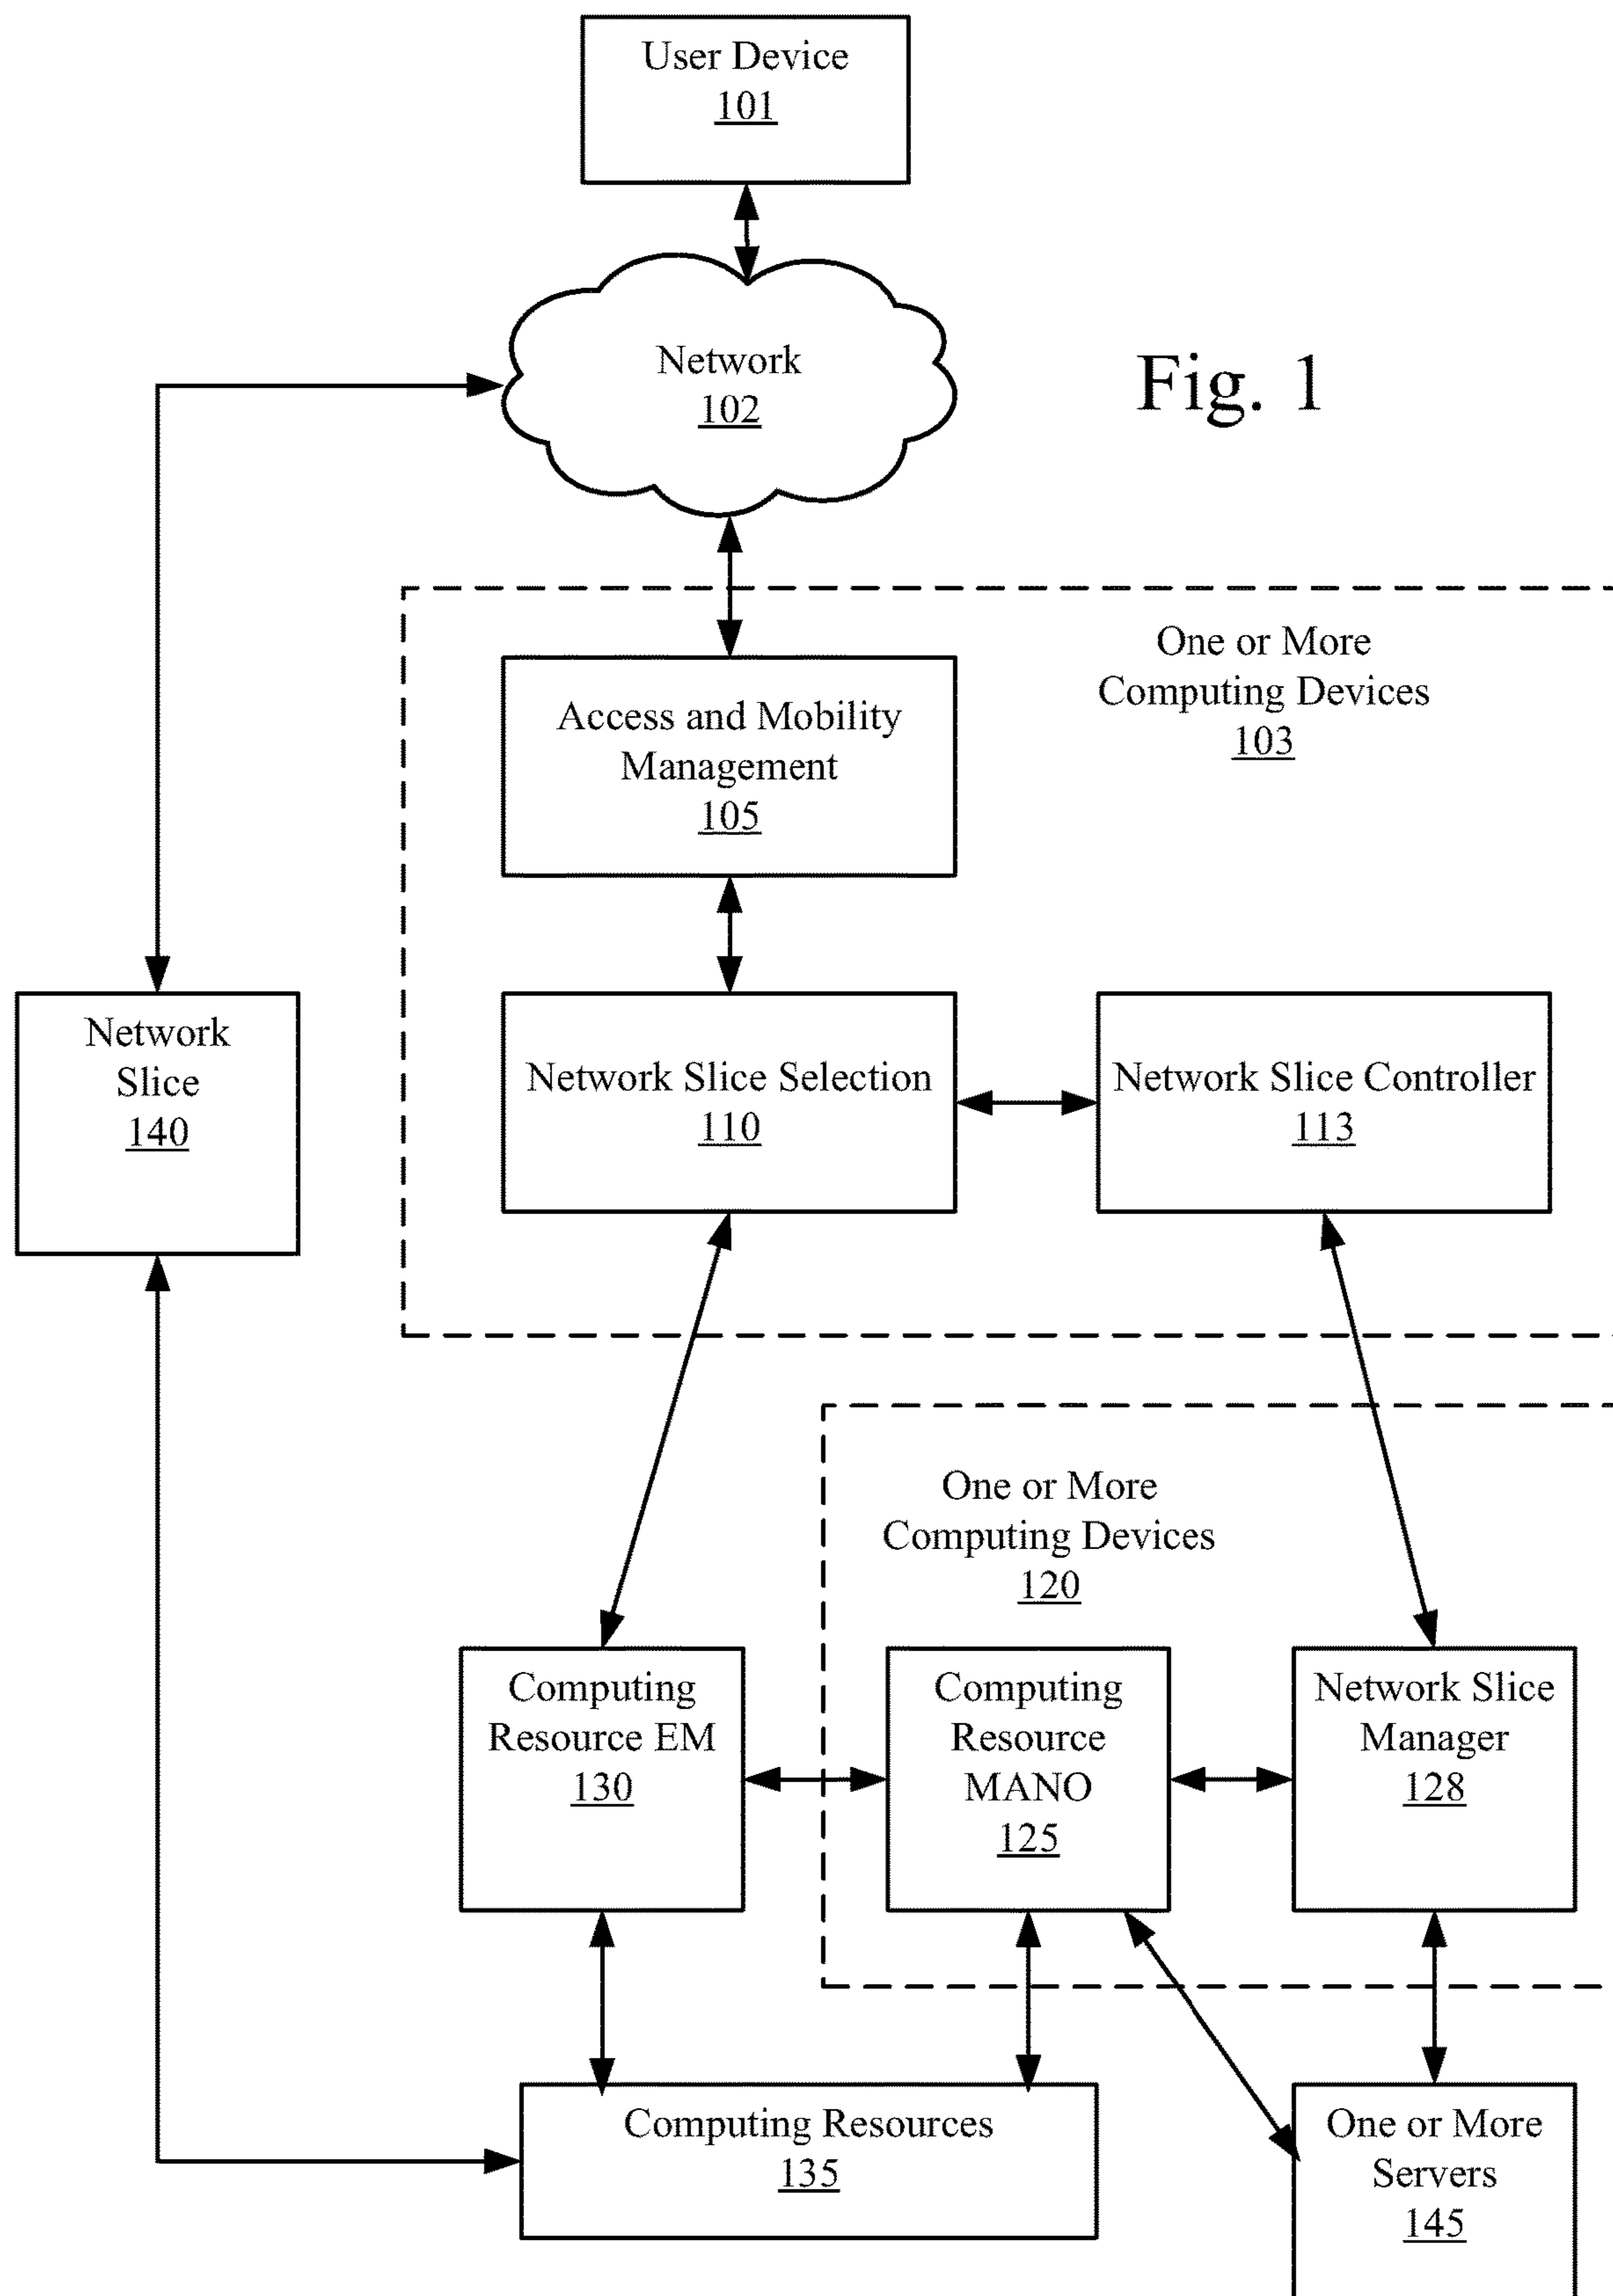 User Device
101
Network
102
Fig. 1
One or More
Computing Devices
103
Access and Mobility
Management
105
Network
Slice
140
Network Slice Selection
110
Network Slice Controller
113
One or More
Computing Devices
120
Computing
Resource EM
130
Computing
Resource
MANO
125
Network Slice
Manager
128
Computing Resources
135
One or More
Servers
145